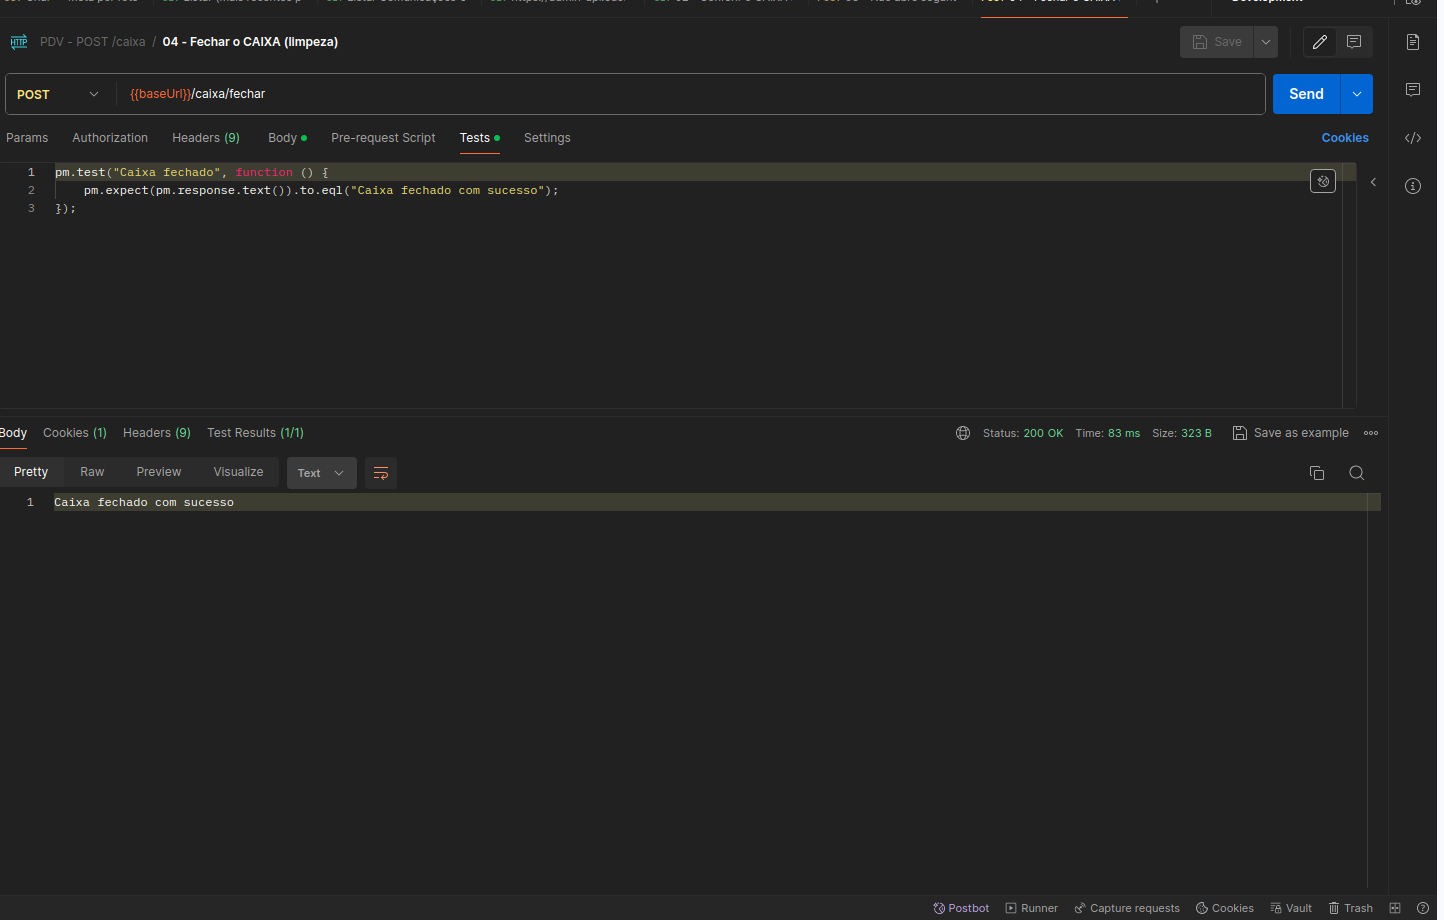 PDV - POST /caixa / 04 - Fechar o CAIXA (limpeza)
Save
POST
{{baseUrl}}/caixa/fechar
Send
Params Authorization Headers (9) Body Pre-request Script Tests Settings Cookies
1 pm.test("Caixa fechado", function () {
2 pm.expect(pm.response.text()).to.eql("Caixa fechado com sucesso");
3 });
Body Cookies (1) Headers (9) Test Results (1/1) Status: 200 OK Time: 83 ms Size: 323 B Save as example
Pretty Raw Preview Visualize Text
1 Caixa fechado com sucesso
Postbot Runner Capture requests Cookies Vault Trash